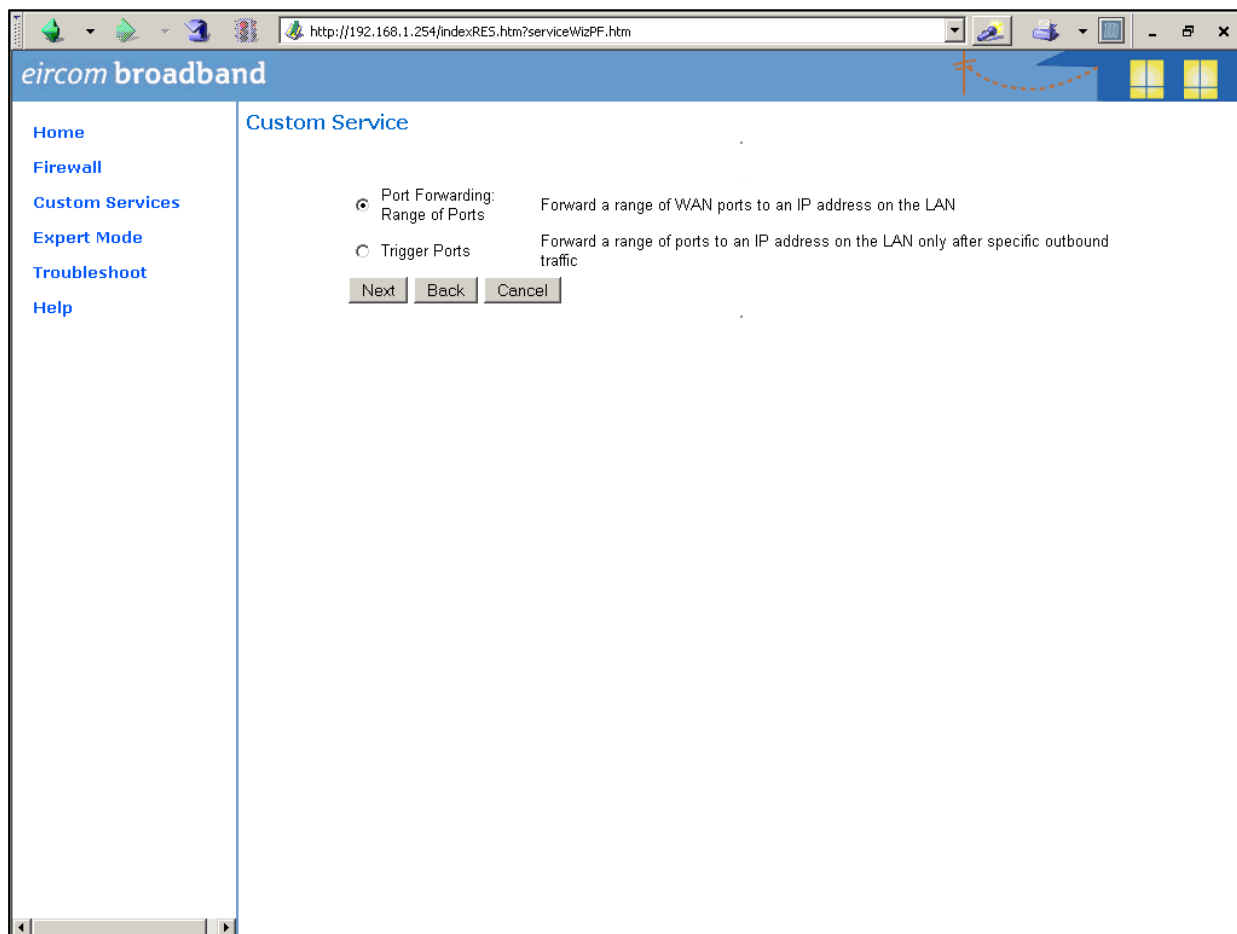 http://192.168.1.254/indexRES.htm?serviceWizPF.htm
eircom broadband
Home
Firewall
Custom Services
Expert Mode
Troubleshoot
Help
Custom Service
Port Forwarding:
Range of Ports
Forward a range of WAN ports to an IP address on the LAN
Trigger Ports
Forward a range of ports to an IP address on the LAN only after specific outbound
traffic
Next Back Cancel